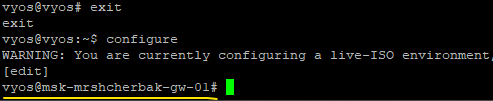 vyos@vyos# exit
exit
vyos@vyos:~$ configure
WARNING: You are currently configuring a live-ISO environment,
[edit]
vyos@msk-mrshcherbak-gw-01#